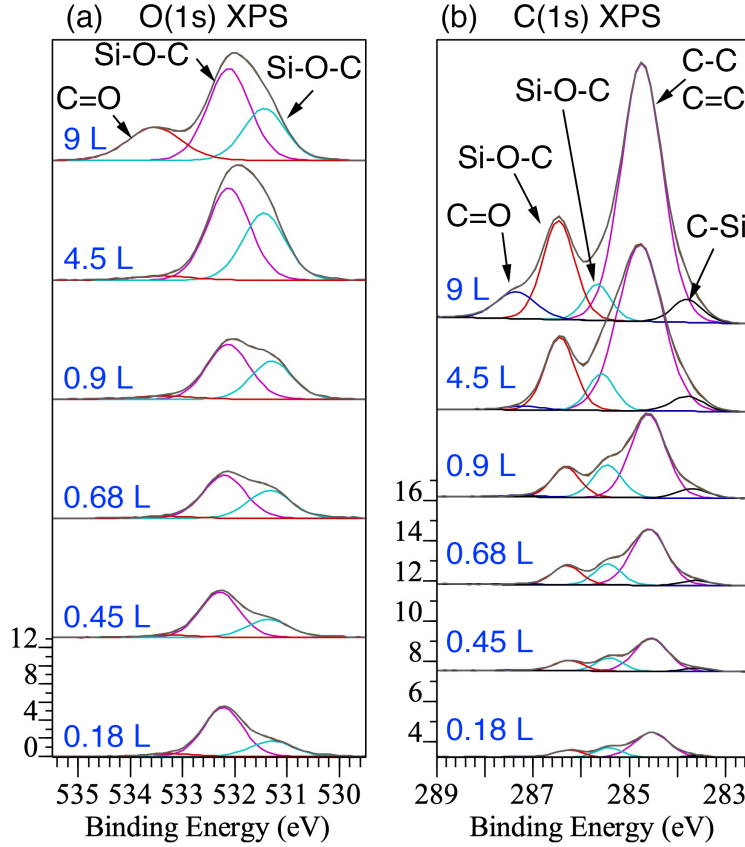 (a) O(1s) XPS
Si-O-C
Si-O-C
C=O
9 L
4.5 L
0.9 L
0.68 L
0.45 L
0.18 L
12
8
4
0
535 534 533 532 531 530
Binding Energy (eV)
(b) C(1s) XPS
C-C
C=C
Si-O-C
Si-O-C
C=O
C-Si
9 L
4.5 L
0.9 L
0.68 L
0.45 L
0.18 L
16
14
12
10
8
6
4
289 287 285 283
Binding Energy (eV)